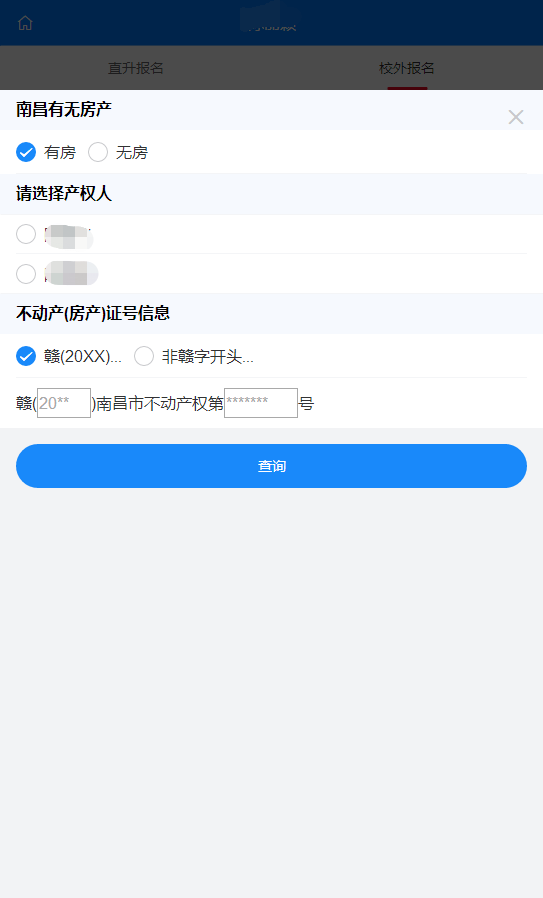 直升报名 校外报名
南昌有无房产
有房 无房
请选择产权人
不动产(房产)证号信息
赣(20XX)... 非赣字开头...
赣(20**)南昌市不动产权第*******号
查询